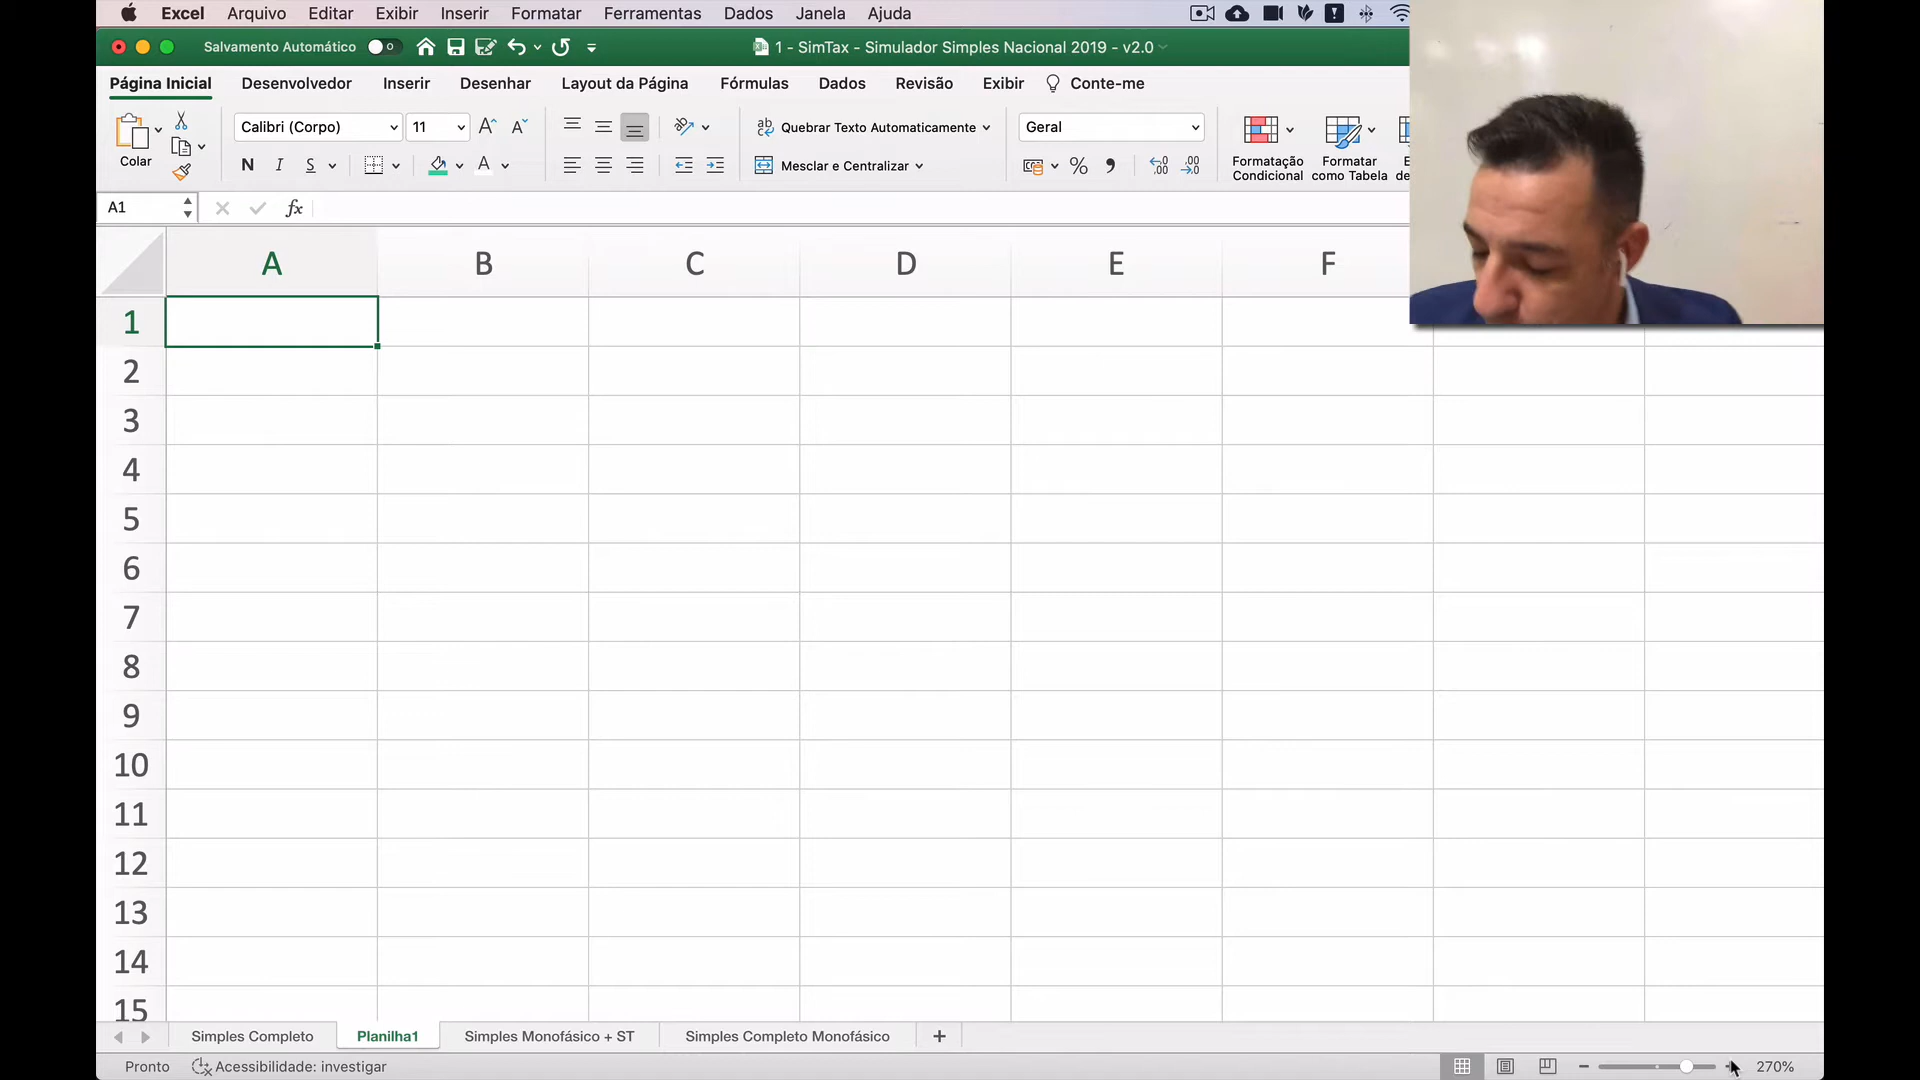 Excel Arquivo Editar Exibir Inserir Formatar Ferramentas Dados Janela Ajuda
Salvamento Automático 1 - SimTax - Simulador Simples Nacional 2019 - v2.0
Página Inicial Desenvolvedor Inserir Desenhar Layout da Página Fórmulas Dados Revisão Exibir Conte-me
Calibri (Corpo) 11 A A ab Quebrar Texto Automaticamente Geral
Colar
N I S A Mesclar e Centralizar % Formatação Condicional
Formatar como Tabela
A1 fx
A B C D E F
1
2
3
4
5
6
7
8
9
10
11
12
13
14
15
Simples Completo Planilha1 Simples Monofásico + ST Simples Completo Monofásico +
Pronto Acessibilidade: investigar 270%